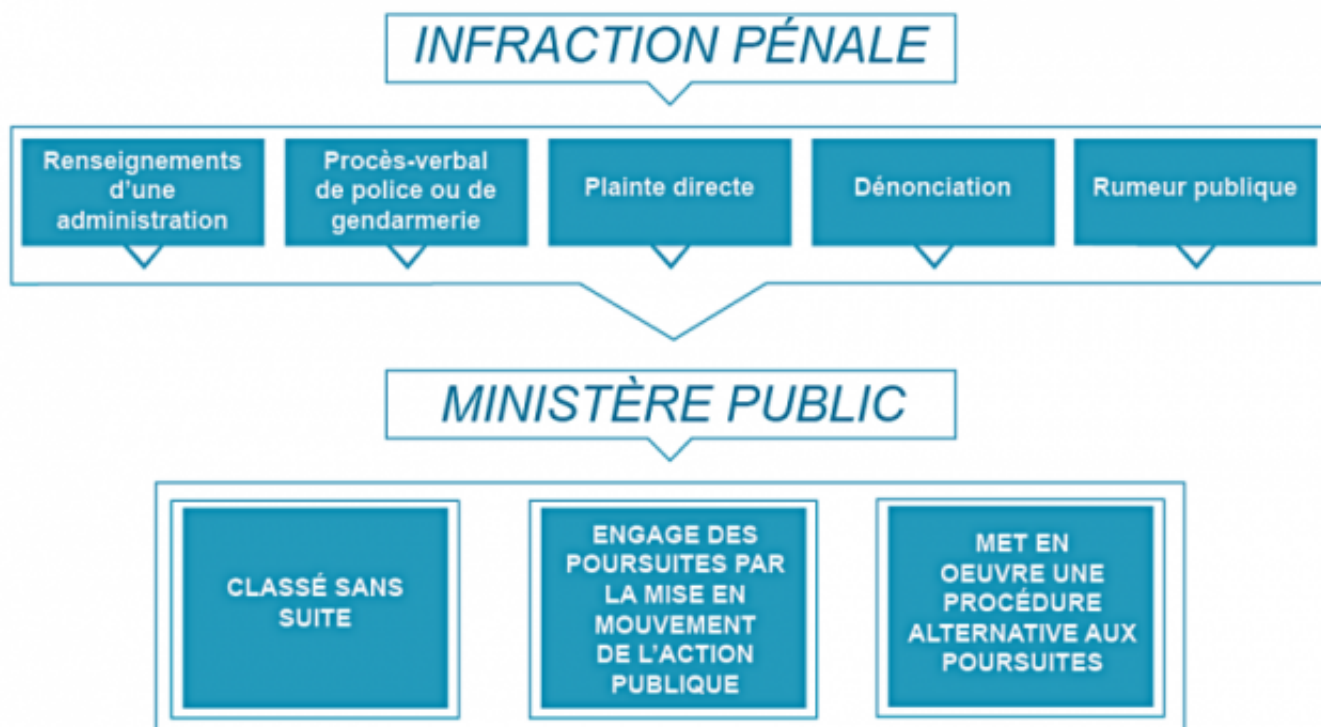 INFRACTION PÉNALE
Renseignements
d'une
administration
Procès-verbal
de police ou de
gendarmerie
Plainte directe
Dénonciation
Rumeur publique
MINISTÈRE PUBLIC
CLASSÉ SANS
SUITE
ENGAGE DES
POURSUITES PAR
LA MISE EN
MOUVEMENT
DE L'ACTION
PUBLIQUE
MET EN
OEUVRE UNE
PROCÉDURE
ALTERNATIVE AUX
POURSUITES